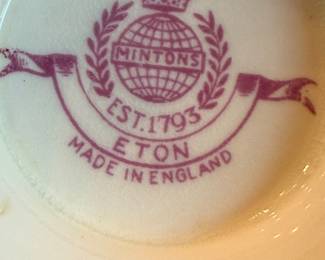 MINTONS
EST. 1793
ETON
MADE IN ENGLAND